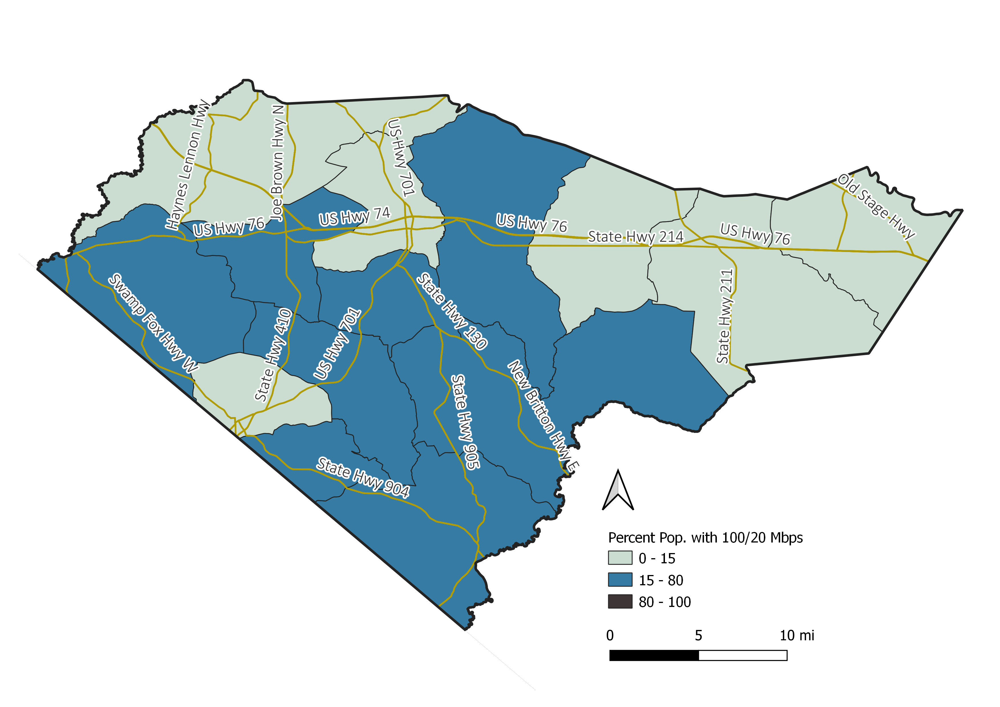 Haynes Lennon Hwy
Joe Brown Hwy N
US Hwy 701
Old Stage Hwy
US Hwy 76
US Hwy 74
US Hwy 76
State Hwy 214
US Hwy 76
Swamp Fox Hwy W
State Hwy 410
US Hwy 701
State Hwy 130
State Hwy 211
New Britton Hwy E
State Hwy 905
State Hwy 904
Percent Pop. with 100/20 Mbps
0 - 15
15 - 80
80 - 100
0 5 10 mi